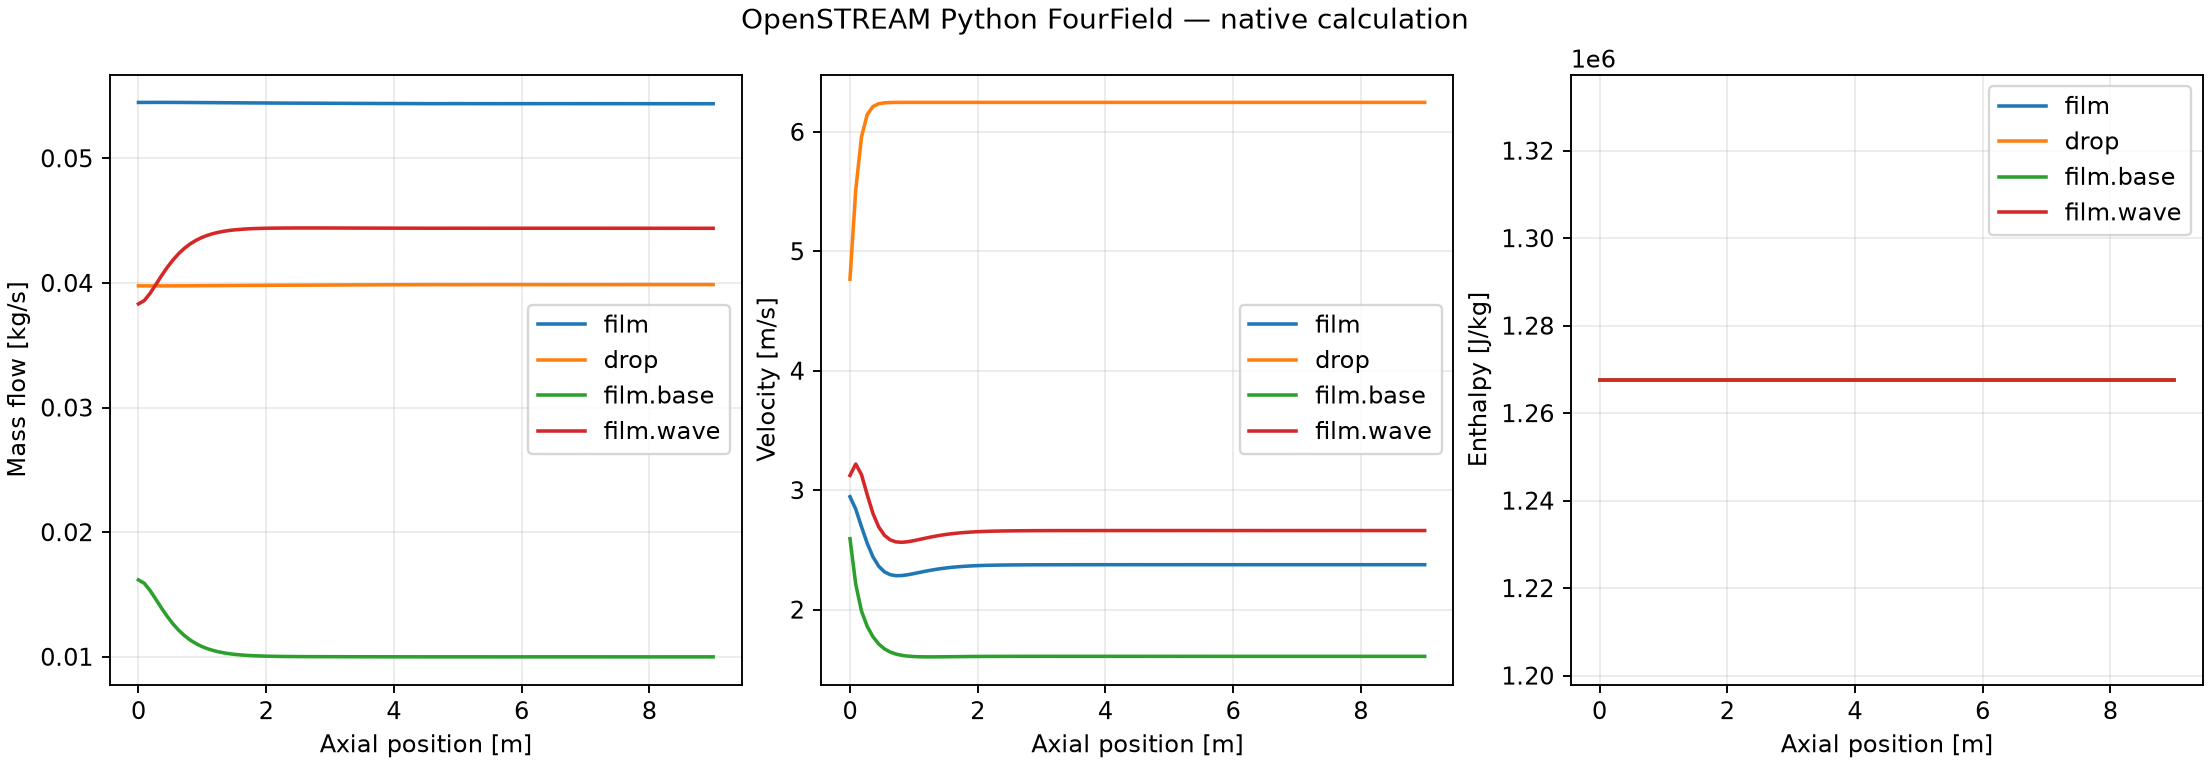 OpenSTREAM Python FourField — native calculation
Mass flow [kg/s]
0.05
0.04
0.03
0.02
0.01
film
drop
film.base
film.wave
0 2 4 6 8
Axial position [m]
Velocity [m/s]
6
5
4
3
2
film
drop
film.base
film.wave
0 2 4 6 8
Axial position [m]
1e6
Enthalpy [J/kg]
1.32
1.30
1.28
1.26
1.24
1.22
1.20
film
drop
film.base
film.wave
0 2 4 6 8
Axial position [m]